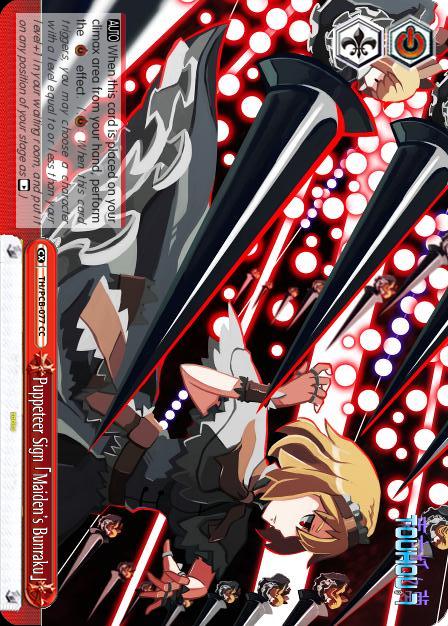 AUTO When this card is placed on your
climax area from your hand, perform
the effect. ( : When this card
triggers, you may choose a character
with a level equal to or less than your
level+1 in your waiting room, and put it
on any position of your stage as )
CX
TH/PCB-077 CC
Puppeteer Sign「Maiden's Bunraku」
TOUHOU